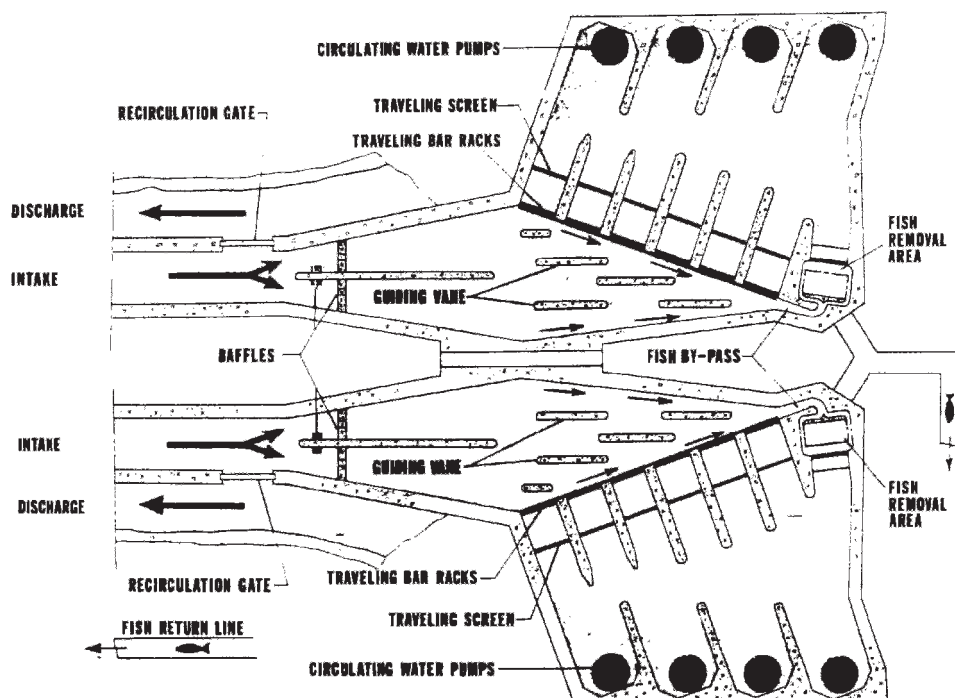 CIRCULATING WATER PUMPS
TRAVELING SCREEN
RECIRCULATION GATE
TRAVELING BAR RACKS
DISCHARGE
FISH
REMOVAL
AREA
INTAKE
GUIDING VANE
BAFFLES
FISH BY-PASS
INTAKE
GUIDING VANE
DISCHARGE
FISH
REMOVAL
AREA
RECIRCULATION GATE
TRAVELING BAR RACKS
TRAVELING SCREEN
FISH RETURN LINE
CIRCULATING WATER PUMPS